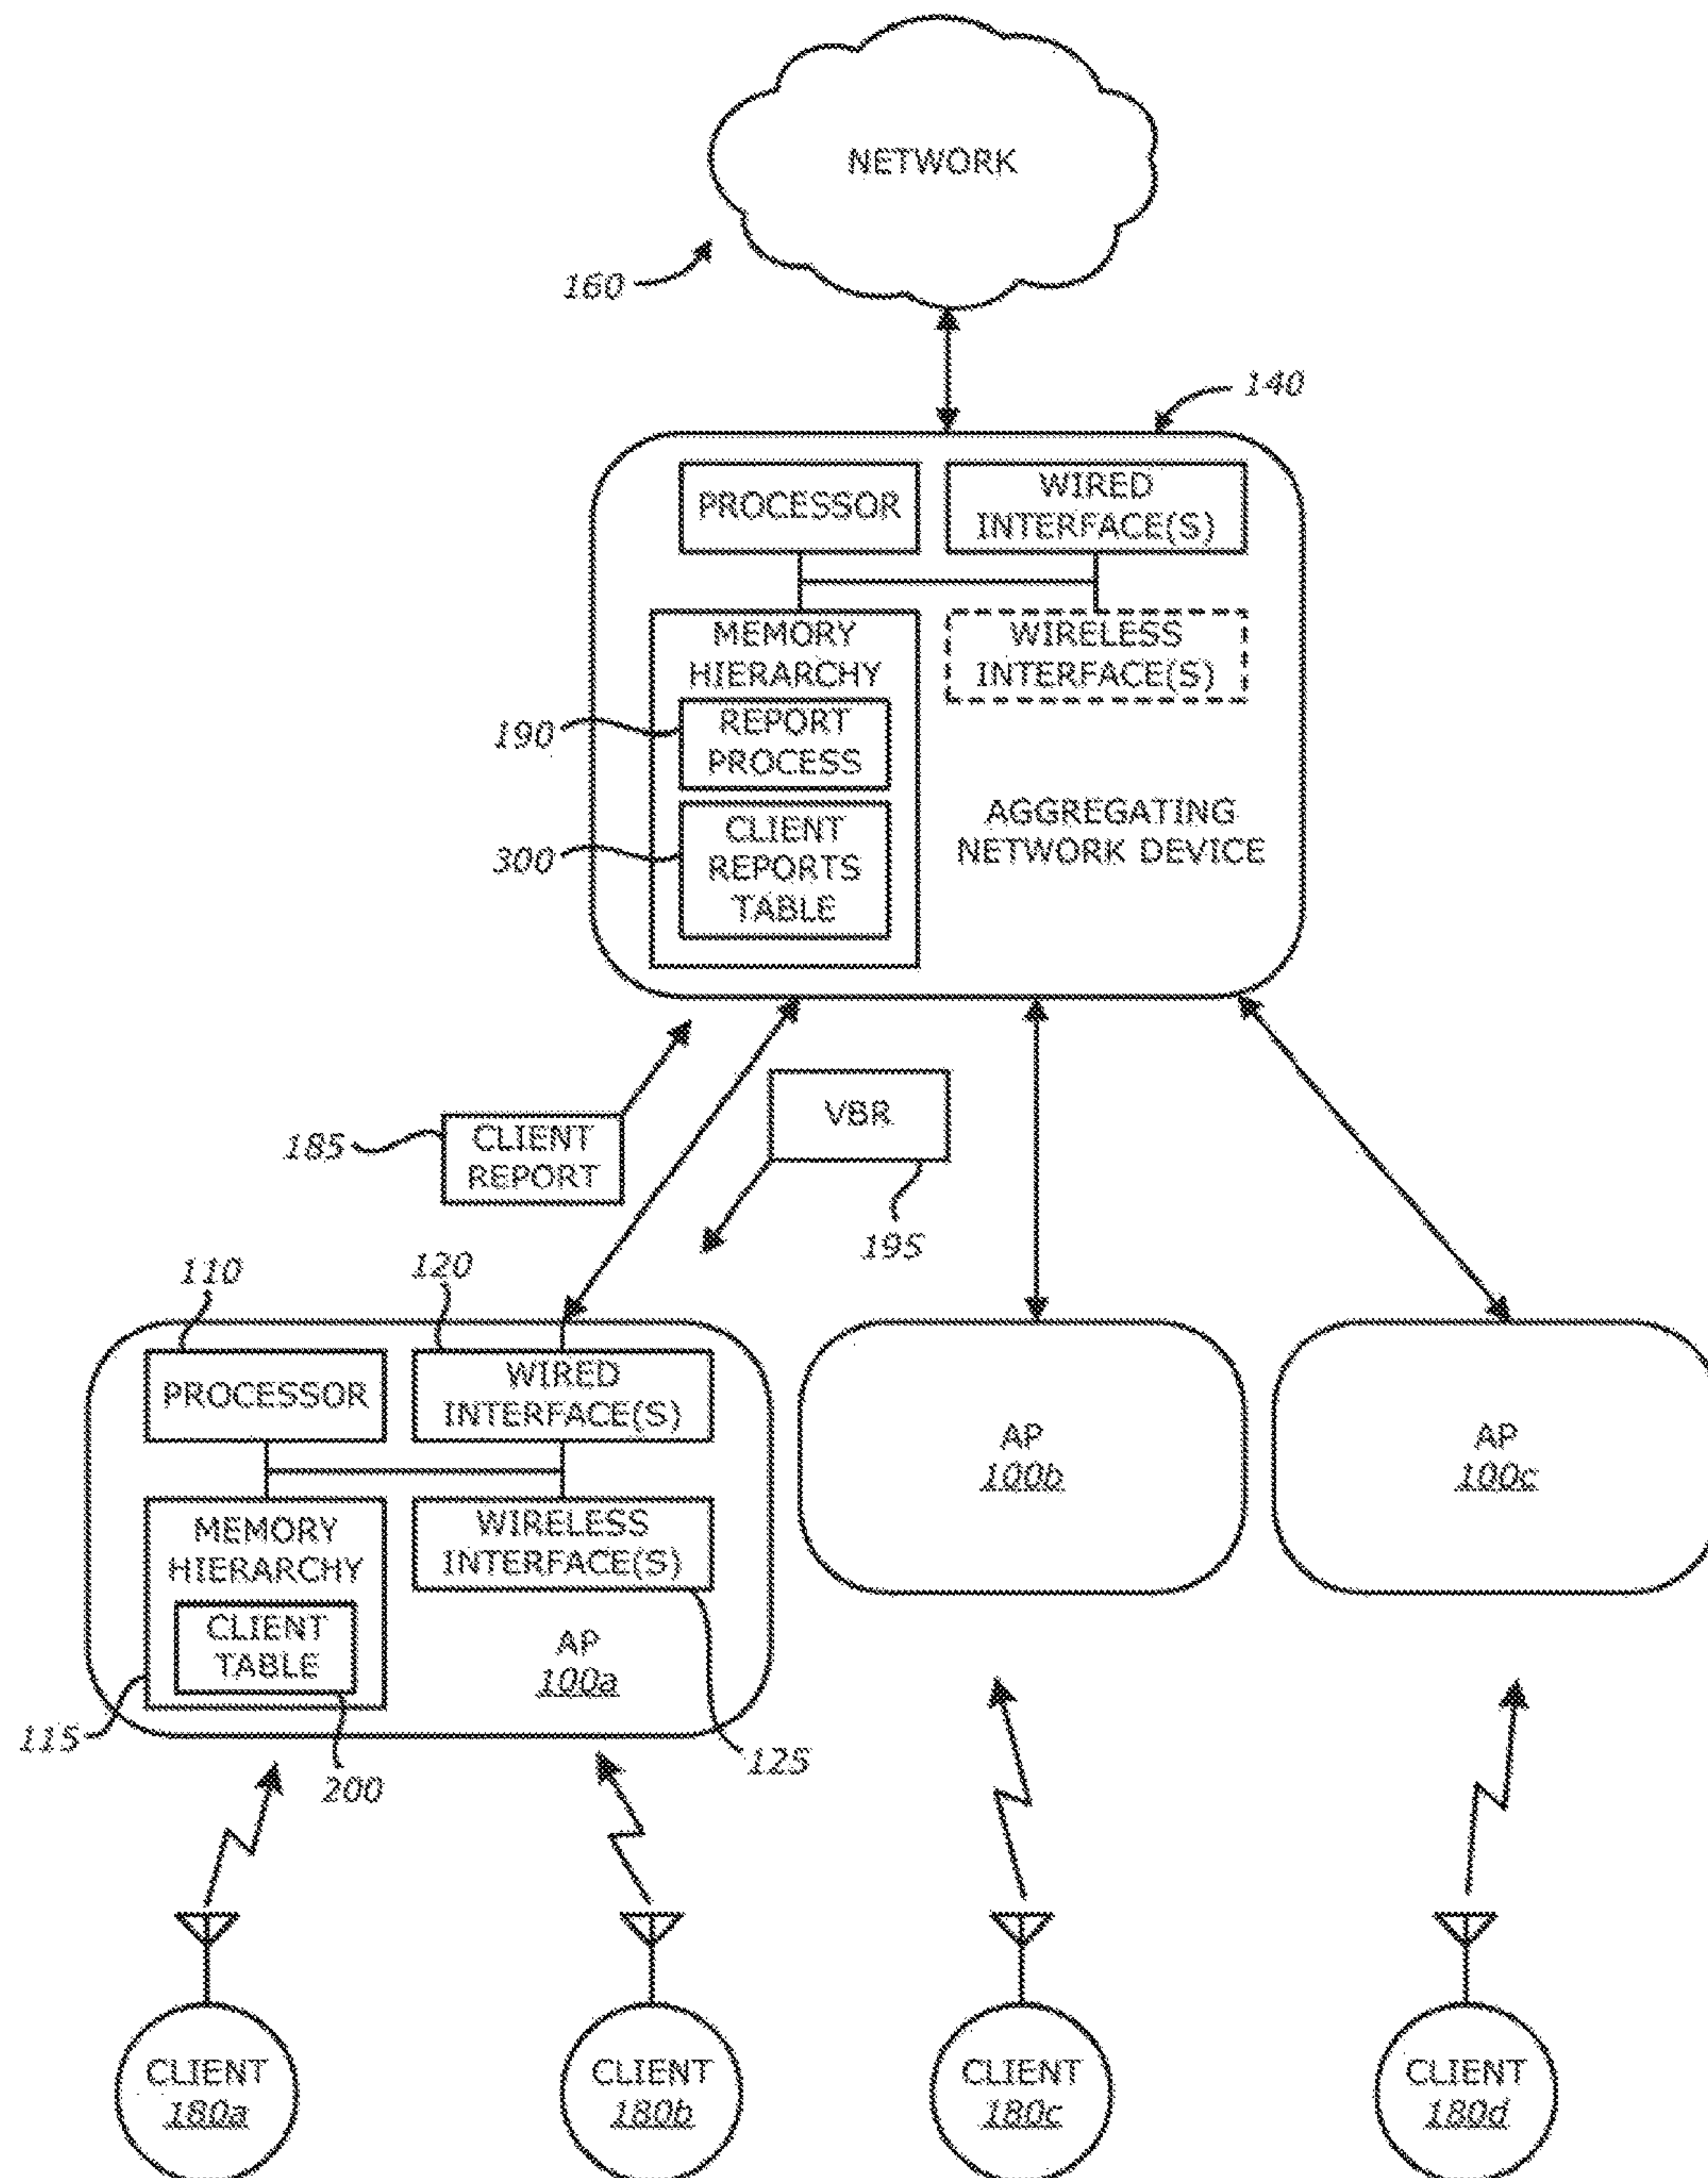 NETWORK
160
140
PROCESSOR
WIRED
INTERFACE(S)
MEMORY
HIERARCHY
WIRELESS
INTERFACE(S)
190
REPORT
PROCESS
300
CLIENT
REPORTS
TABLE
AGGREGATING
NETWORK DEVICE
185
CLIENT
REPORT
VBR
195
110
120
PROCESSOR
WIRED
INTERFACE(S)
MEMORY
HIERARCHY
WIRELESS
INTERFACE(S)
CLIENT
TABLE
AP
100a
115
200
125
AP
100b
AP
100c
CLIENT
180a
CLIENT
180b
CLIENT
180c
CLIENT
180d